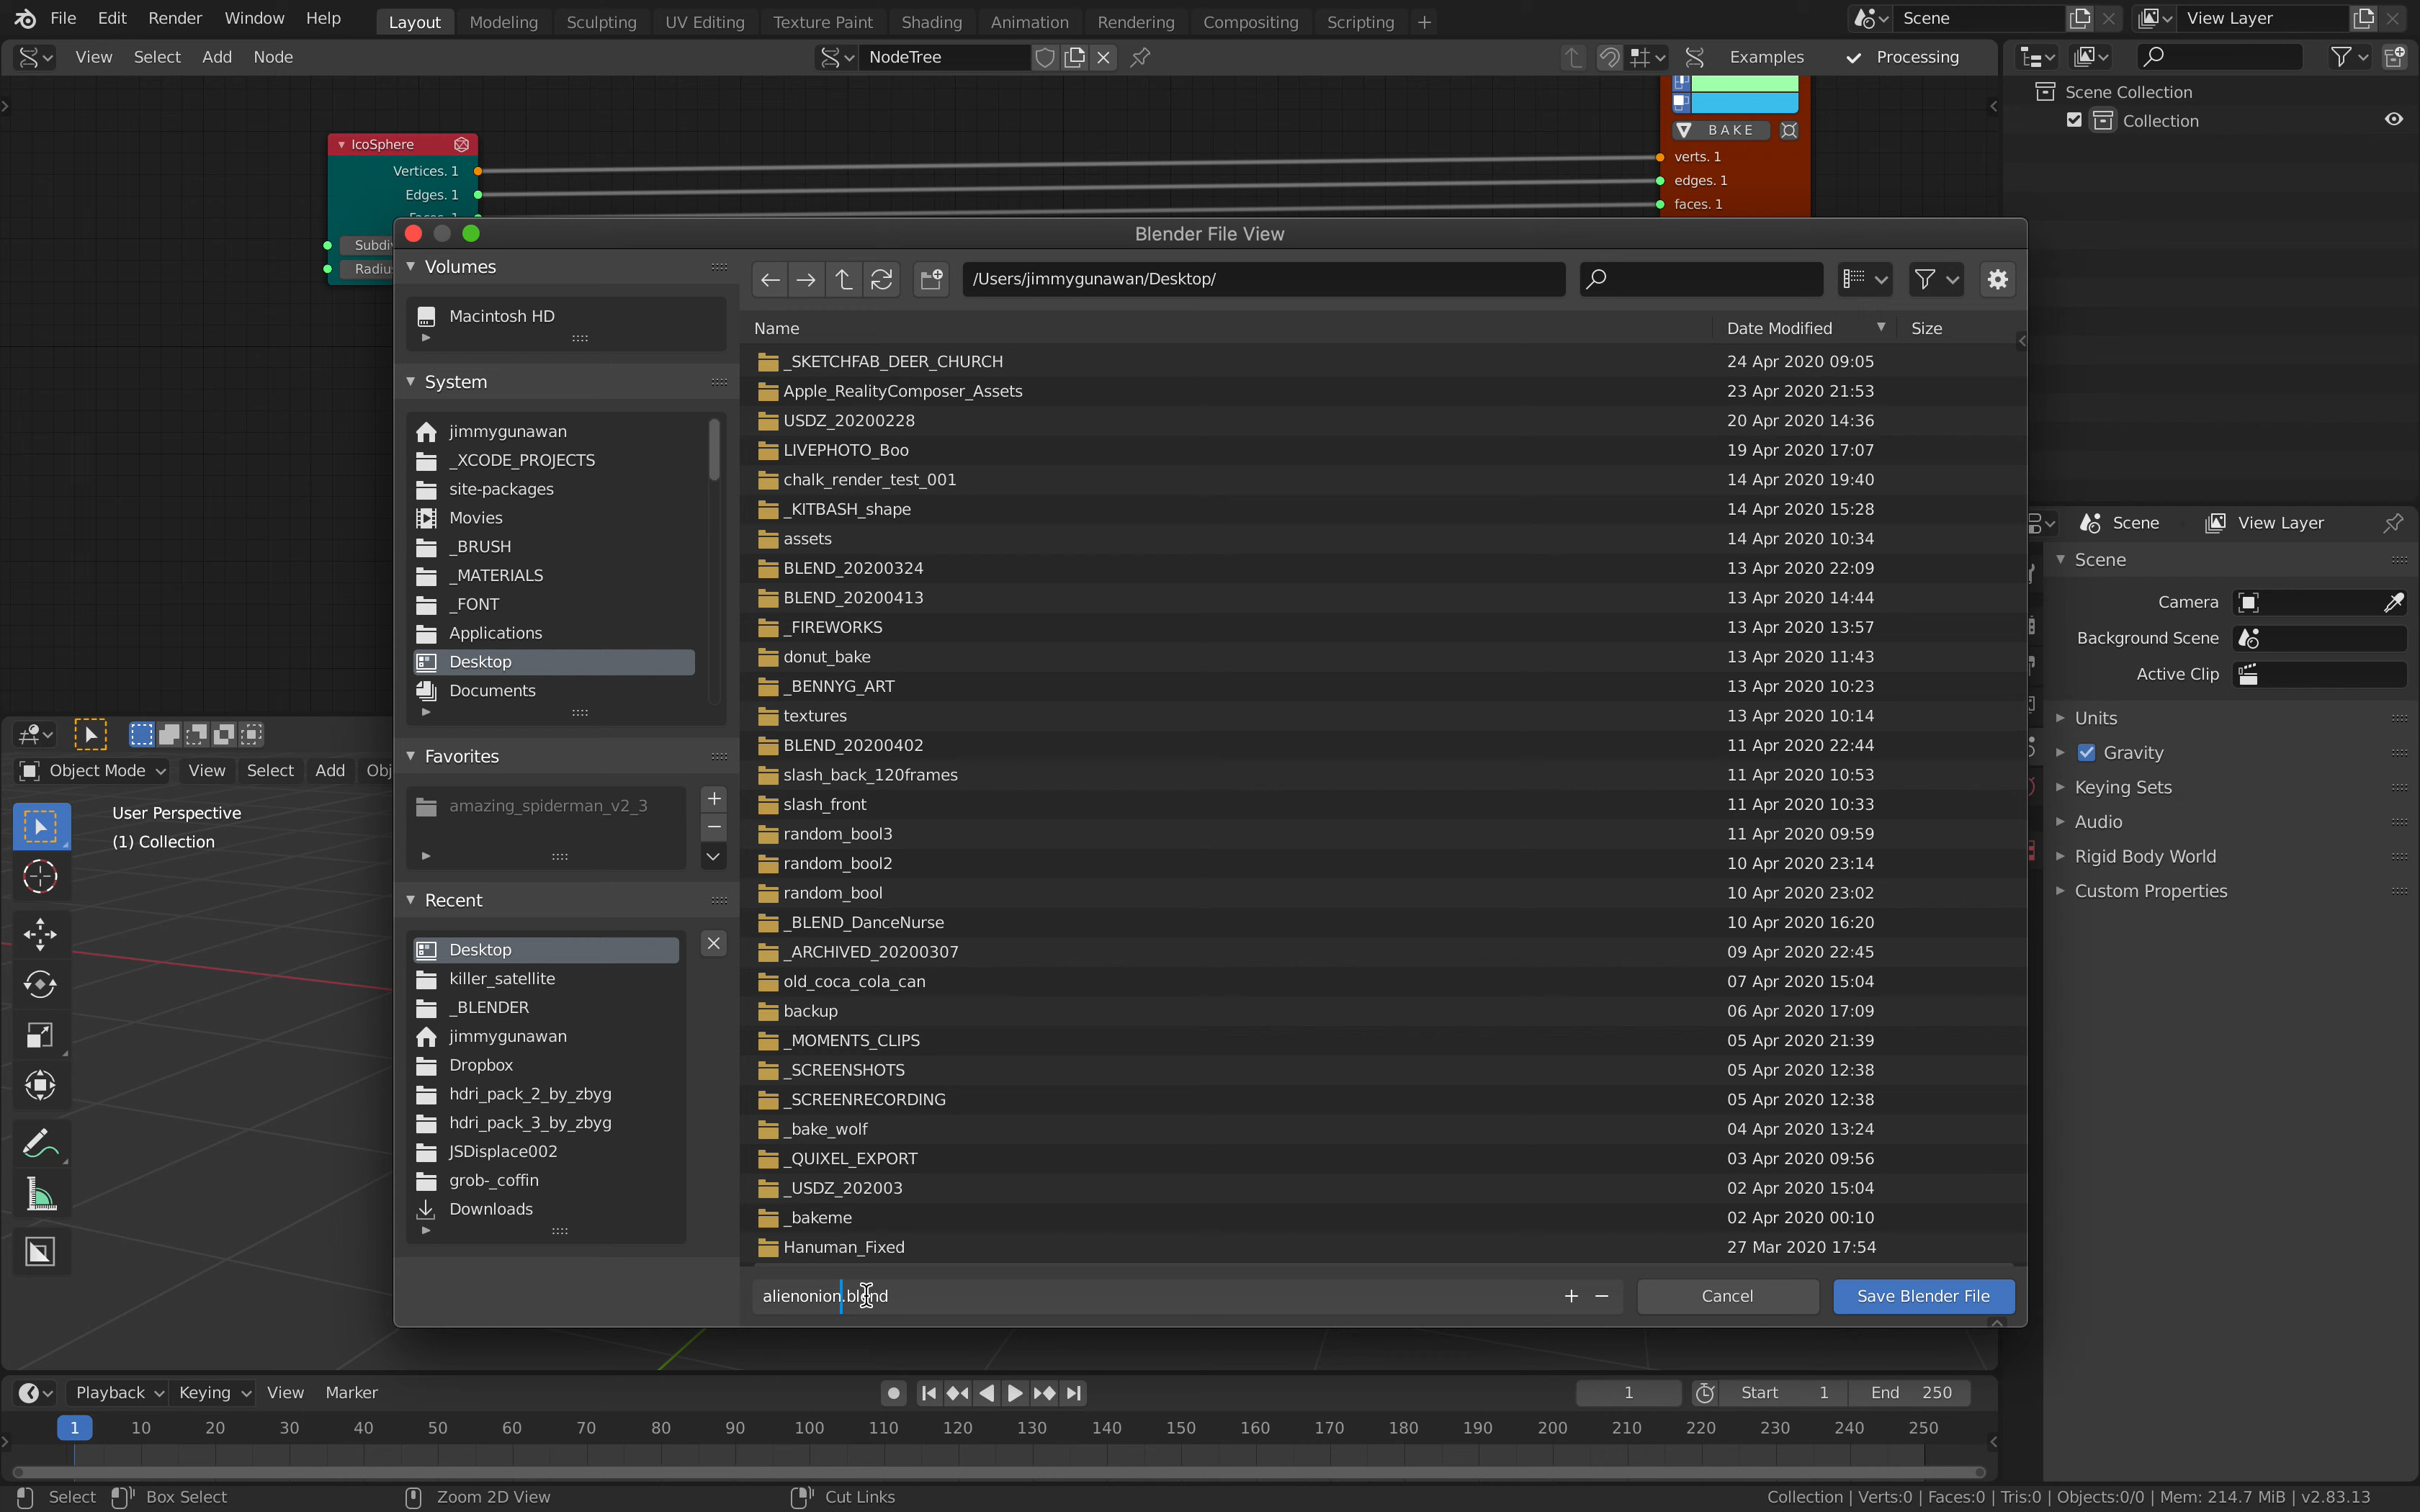 File Edit Render Window Help Layout Modeling Sculpting UV Editing Texture Paint Shading Animation Rendering Compositing Scripting + Scene View Layer
View Select Add Node NodeTree Examples Processing
Scene Collection
Collection
IcoSphere
Vertices. 1
Edges. 1
BAKE
verts. 1
edges. 1
faces. 1
Blender File View
Volumes
Macintosh HD
System
jimmygunawan
_XCODE_PROJECTS
site-packages
Movies
_BRUSH
_MATERIALS
_FONT
Applications
Desktop
Documents
Favorites
amazing_spiderman_v2_3
Recent
Desktop
killer_satellite
_BLENDER
jimmygunawan
Dropbox
hdri_pack_2_by_zbyg
hdri_pack_3_by_zbyg
JSDisplace002
grob-_coffin
Downloads
/Users/jimmygunawan/Desktop/
Name Date Modified Size
_SKETCHFAB_DEER_CHURCH 24 Apr 2020 09:05
Apple_RealityComposer_Assets 23 Apr 2020 21:53
USDZ_20200228 20 Apr 2020 14:36
LIVEPHOTO_Boo 19 Apr 2020 17:07
chalk_render_test_001 14 Apr 2020 19:40
_KITBASH_shape 14 Apr 2020 15:28
assets 14 Apr 2020 10:34
BLEND_20200324 13 Apr 2020 22:09
BLEND_20200413 13 Apr 2020 14:44
_FIREWORKS 13 Apr 2020 13:57
donut_bake 13 Apr 2020 11:43
_BENNYG_ART 13 Apr 2020 10:23
textures 13 Apr 2020 10:14
BLEND_20200402 11 Apr 2020 22:44
slash_back_120frames 11 Apr 2020 10:53
slash_front 11 Apr 2020 10:33
random_bool3 11 Apr 2020 09:59
random_bool2 10 Apr 2020 23:14
random_bool 10 Apr 2020 23:02
_BLEND_DanceNurse 10 Apr 2020 16:20
_ARCHIVED_20200307 09 Apr 2020 22:45
old_coca_cola_can 07 Apr 2020 15:04
backup 06 Apr 2020 17:09
_MOMENTS_CLIPS 05 Apr 2020 21:39
_SCREENSHOTS 05 Apr 2020 12:38
_SCREENRECORDING 05 Apr 2020 12:38
_bake_wolf 04 Apr 2020 13:24
_QUIXEL_EXPORT 03 Apr 2020 09:56
_USDZ_202003 02 Apr 2020 15:04
_bakeme 02 Apr 2020 00:10
Hanuman_Fixed 27 Mar 2020 17:54
alienonion.blend + − Cancel Save Blender File
Scene View Layer
Scene
Camera
Background Scene
Active Clip
Units
Gravity
Keying Sets
Audio
Rigid Body World
Custom Properties
Object Mode View Select Add
User Perspective
(1) Collection
Playback Keying View Marker 1 Start 1 End 250
1 10 20 30 40 50 60 70 80 90 100 110 120 130 140 150 160 170 180 190 200 210 220 230 240 250
Select Box Select Zoom 2D View Cut Links Collection | Verts:0 | Faces:0 | Tris:0 | Objects:0/0 | Mem: 214.7 MiB | v2.83.13